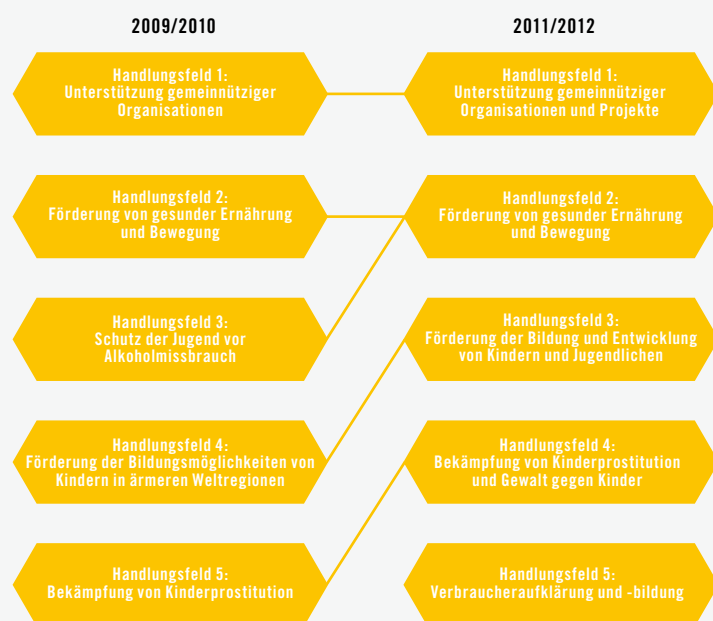 2009/2010
Handlungsfeld 1:
Unterstützung gemeinnütziger
Organisationen
Handlungsfeld 2:
Förderung von gesunder Ernährung
und Bewegung
Handlungsfeld 3:
Schutz der Jugend vor
Alkoholmissbrauch
Handlungsfeld 4:
Förderung der Bildungsmöglichkeiten von
Kindern in ärmeren Weltregionen
Handlungsfeld 5:
Bekämpfung von Kinderprostitution
2011/2012
Handlungsfeld 1:
Unterstützung gemeinnütziger
Organisationen und Projekte
Handlungsfeld 2:
Förderung von gesunder Ernährung
und Bewegung
Handlungsfeld 3:
Förderung der Bildung und Entwicklung
von Kindern und Jugendlichen
Handlungsfeld 4:
Bekämpfung von Kinderprostitution
und Gewalt gegen Kinder
Handlungsfeld 5:
Verbraucheraufklärung und -bildung